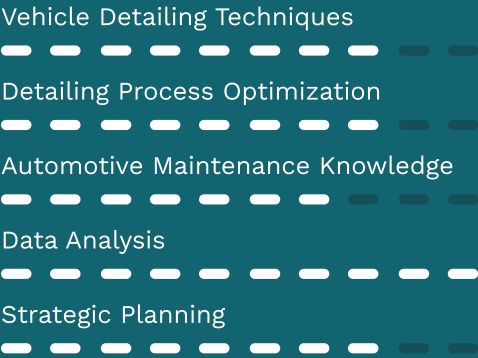 Vehicle Detailing Techniques
Detailing Process Optimization
Automotive Maintenance Knowledge
Data Analysis
Strategic Planning